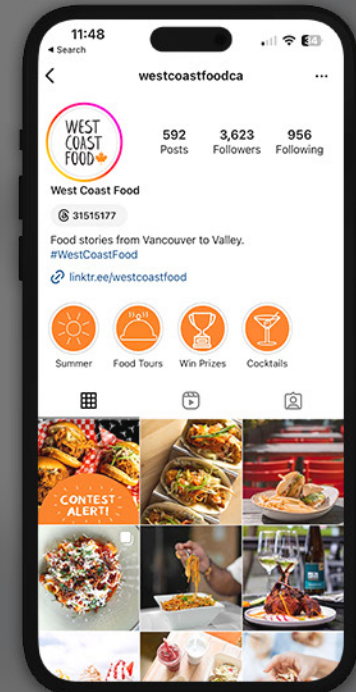 11:48
34
◂ Search
westcoastfoodca
WEST
COAST
FOOD
592 3,623 956
Posts Followers Following
West Coast Food
31515177
Food stories from Vancouver to Valley.
#WestCoastFood
linktr.ee/westcoastfood
Summer Food Tours Win Prizes Cocktails
CONTEST
ALERT!